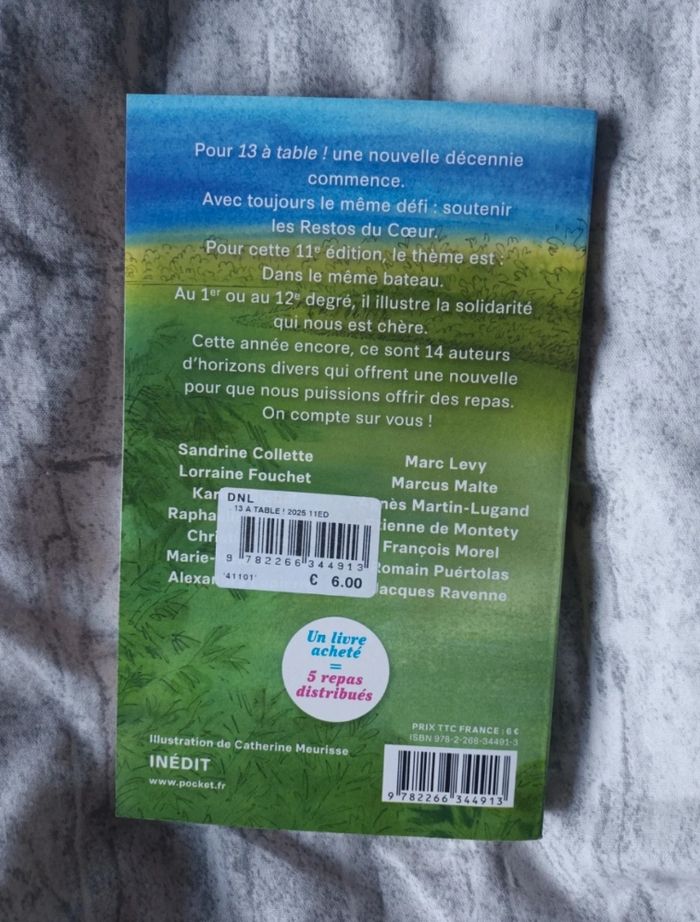 Pour 13 à table ! une nouvelle décennie
commence.
Avec toujours le même défi : soutenir
les Restos du Cœur.
Pour cette 11e édition, le thème est :
Dans le même bateau.
Au 1er ou au 12e degré, il illustre la solidarité
qui nous est chère.
Cette année encore, ce sont 14 auteurs
d'horizons divers qui offrent une nouvelle
pour que nous puissions offrir des repas.
On compte sur vous !
Sandrine Collette
Lorraine Fouchet
Marc Levy
Marcus Malte
Martin-Lugand
de Montety
François Morel
Puértolas
Ravenne
DNL
13 À TABLE ! 2025 11ED
9 782266 344913
41101
€ 6.00
Un livre
acheté
=
5 repas
distribués
Illustration de Catherine Meurisse
INÉDIT
www.pocket.fr
PRIX TTC FRANCE : 6 €
ISBN 978-2-266-34491-3
9 782266 344913